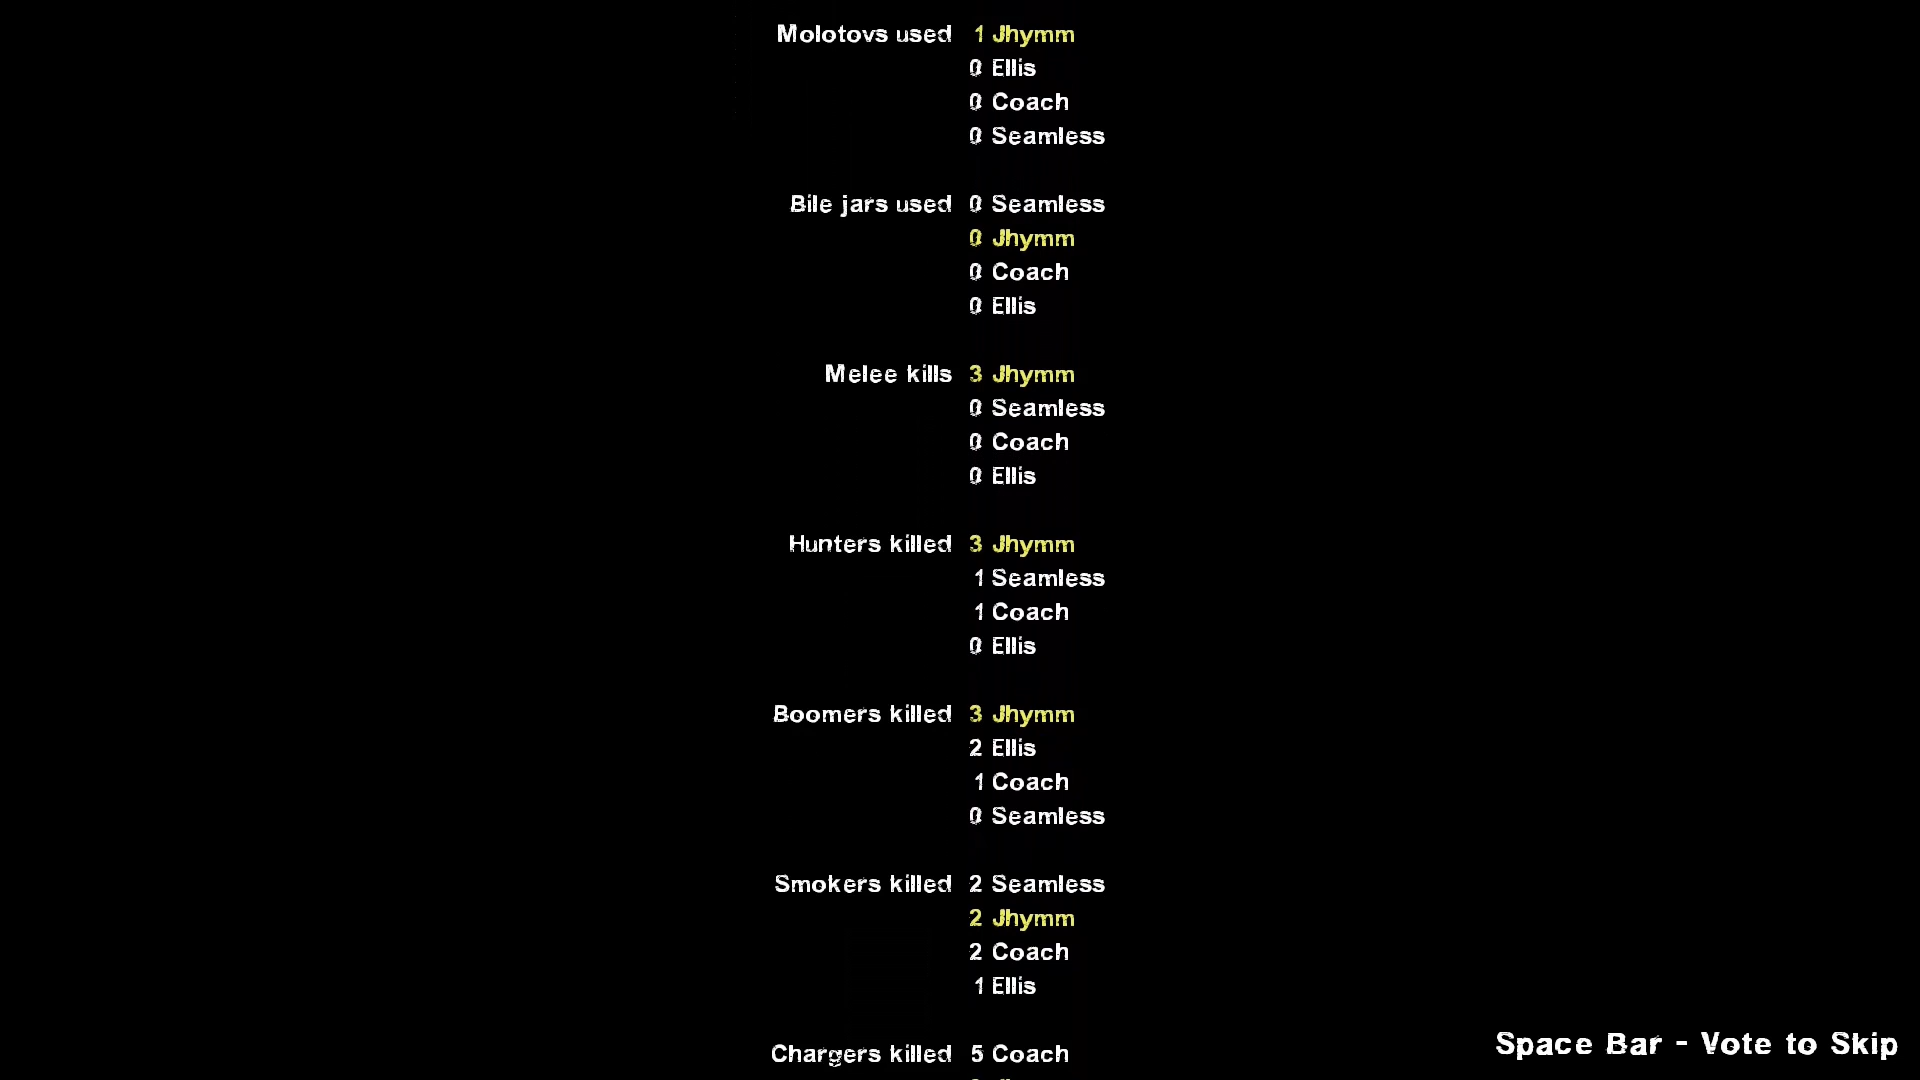 Molotovs used 1 Jhymm
0 Ellis
0 Coach
0 Seamless
Bile jars used 0 Seamless
0 Jhymm
0 Coach
0 Ellis
Melee kills 3 Jhymm
0 Seamless
0 Coach
0 Ellis
Hunters killed 3 Jhymm
1 Seamless
1 Coach
0 Ellis
Boomers killed 3 Jhymm
2 Ellis
1 Coach
0 Seamless
Smokers killed 2 Seamless
2 Jhymm
2 Coach
1 Ellis
Chargers killed 5 Coach
Space Bar - Vote to Skip